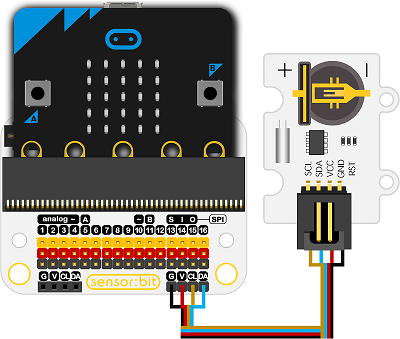 B
A
+ −
SCL
SDA
VCC
GND
RST
analog ~ A ~ B S I O SPI
1 2 3 4 5 6 7 8 9 10 11 12 13 14 15 16
G V CL DA sensor:bit G V CL DA